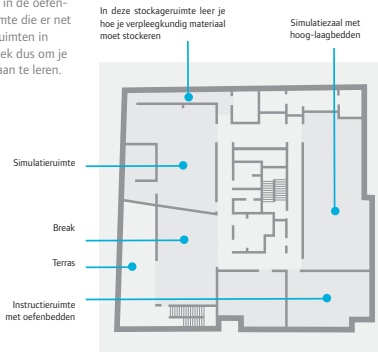 in de oefen-
mte die er net
uimten in
ek dus om je
aan te leren.
In deze stockageruimte leer je
hoe je verpleegkundig materiaal
moet stockeren
Simulatiezaal met
hoog-laagbedden
Simulatieruimte
Break
Terras
Instructieruimte
met oefenbedden